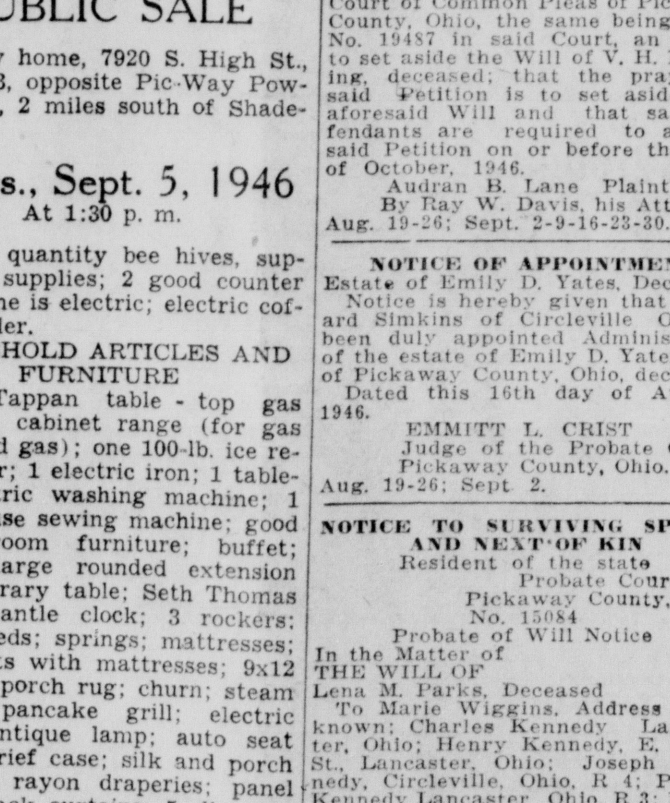 UBLIC SALE
home, 7920 S. High St.,
3, opposite Pic-Way Pow-
, 2 miles south of Shade-
s., Sept. 5, 1946
At 1:30 p. m.
quantity bee hives, sup-
supplies; 2 good counter
ne is electric; electric cof-
ler.
HOLD ARTICLES AND
FURNITURE
Tappan table - top gas
cabinet range (for gas
d gas); one 100-lb. ice re-
r; 1 electric iron; 1 table-
ric washing machine; 1
se sewing machine; good
oom furniture; buffet;
arge rounded extension
rary table; Seth Thomas
antle clock; 3 rockers;
eds; springs; mattresses;
s with mattresses; 9x12
porch rug; churn; steam
pancake grill; electric
ntique lamp; auto seat
rief case; silk and porch
rayon draperies; panel
Court of Common Pleas of Pic
County, Ohio, the same being
No. 19487 in said Court, an
to set aside the Will of V. H.
ing, deceased; that the pra
said Petition is to set asid
aforesaid Will and that sa
fendants are required to a
said Petition on or before th
of October, 1946.
Audran B. Lane Plaint
By Ray W. Davis, his Att
Aug. 19-26; Sept. 2-9-16-23-30.
NOTICE OF APPOINTMEN
Estate of Emily D. Yates, Dec
Notice is hereby given that
ard Simkins of Circleville O
been duly appointed Adminis
of the estate of Emily D. Yate
of Pickaway County, Ohio, dec
Dated this 16th day of A
1946.
EMMITT L. CRIST
Judge of the Probate
Pickaway County, Ohio.
Aug. 19-26; Sept 2.
NOTICE TO SURVIVING SP
AND NEXT OF KIN
Resident of the state
Probate Cour
Pickaway County,
No. 15084
Probate of Will Notice
In the Matter of
THE WILL OF
Lena M. Parks, Deceased
To Marie Wiggins, Address
known; Charles Kennedy La
ter, Ohio; Henry Kennedy, E.
St., Lancaster, Ohio; Joseph
nedy, Circleville, Ohio, R 4; F
Kennedy Lancaster, Ohio R 3;